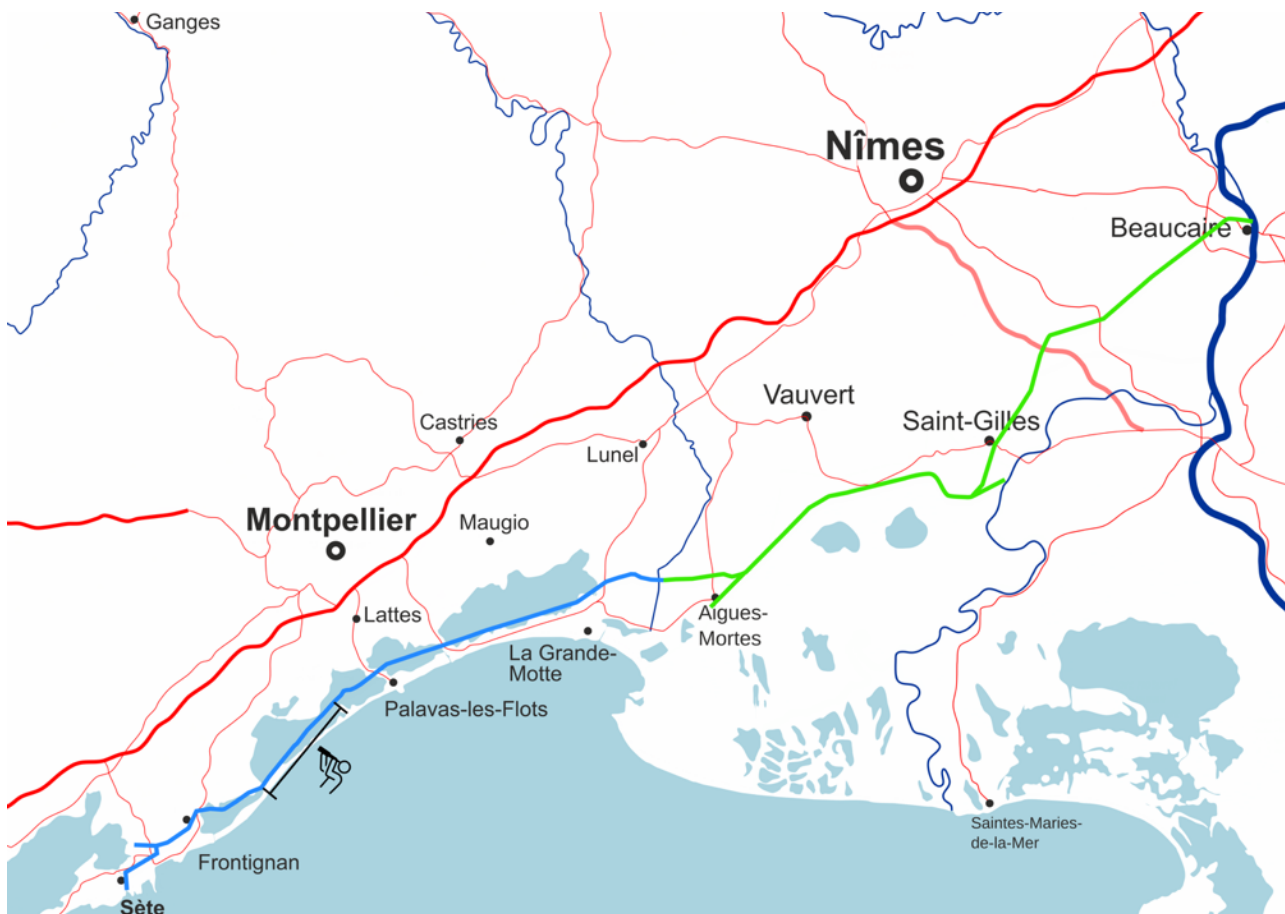 Ganges
Nîmes
Beaucaire
Vauvert
Castries
Saint-Gilles
Lunel
Montpellier
Maugio
Lattes
Aigues-
Mortes
La Grande-
Motte
Palavas-les-Flots
Saintes-Maries-
de-la-Mer
Frontignan
Sète